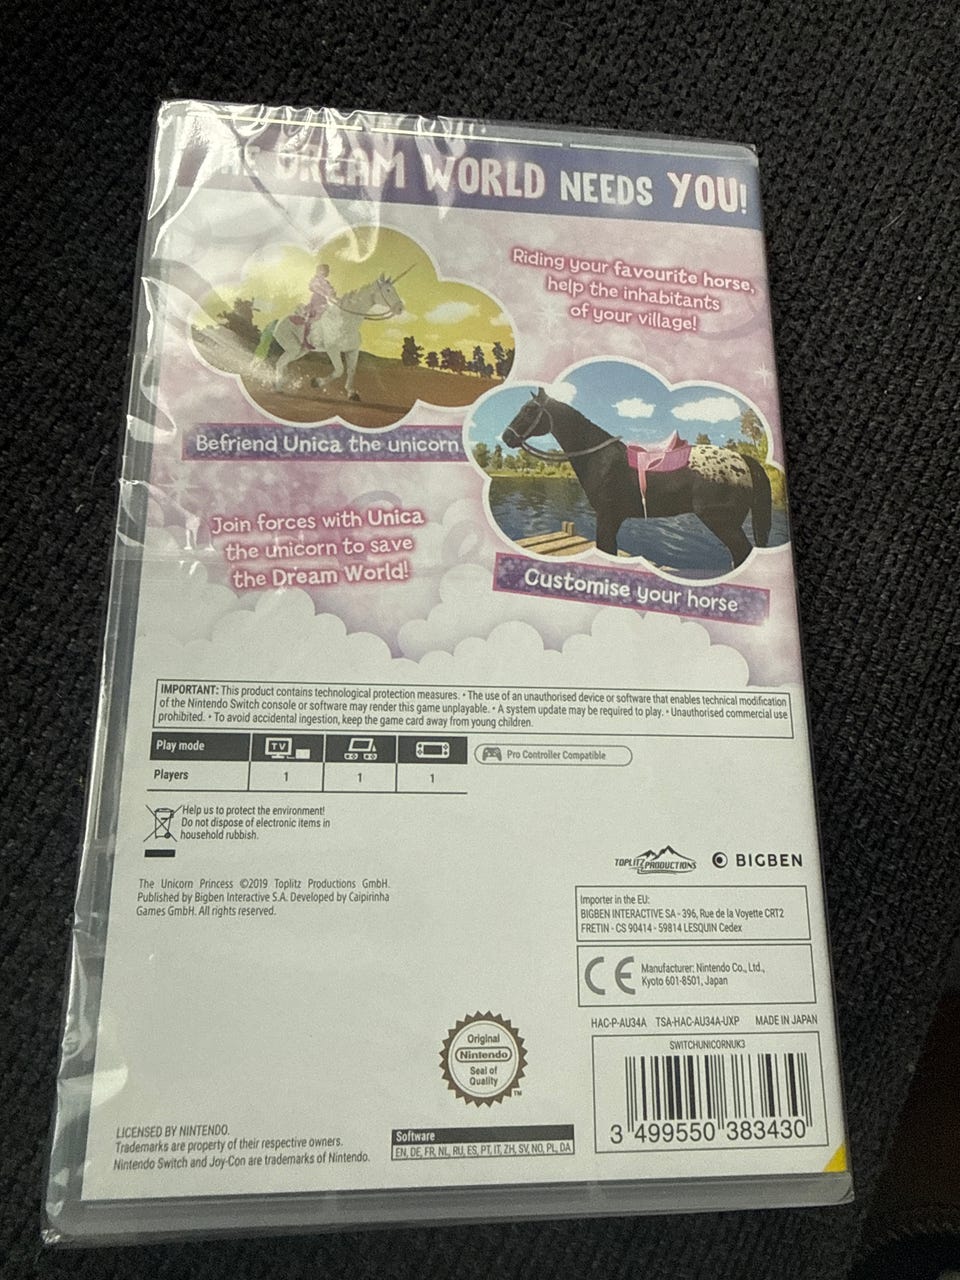 THE DREAM WORLD NEEDS YOU!
Riding your favourite horse,
help the inhabitants
of your village!
Befriend Unica the unicorn
Join forces with Unica
the unicorn to save
the Dream World!
Customise your horse
IMPORTANT: This product contains technological protection measures. • The use of an unauthorised device or software that enables technical modification
of the Nintendo Switch console or software may render this game unplayable. • A system update may be required to play. • Unauthorised commercial use
prohibited. • To avoid accidental ingestion, keep the game card away from young children.
Play mode TV Pro Controller Compatible
Players 1 1 1
Help us to protect the environment!
Do not dispose of electronic items in
household rubbish.
TOPLITZ PRODUCTIONS BIGBEN
The Unicorn Princess ©2019 Toplitz Productions GmbH.
Published by Bigben Interactive S.A. Developed by Caipirinha
Games GmbH. All rights reserved.
Importer in the EU:
BIGBEN INTERACTIVE SA - 396, Rue de la Voyette CRT2
FRETIN - CS 90414 - 59814 LESQUIN Cedex
CE Manufacturer: Nintendo Co., Ltd.,
Kyoto 601-8501, Japan
HAC-P-AU34A TSA-HAC-AU34A-UXP MADE IN JAPAN
SWITCHUNICORNUK3
3 499550 383430
Original
Nintendo
Seal of
Quality
TM
LICENSED BY NINTENDO.
Trademarks are property of their respective owners.
Nintendo Switch and Joy-Con are trademarks of Nintendo.
Software
EN, DE, FR, NL, RU, ES, PT, IT, ZH, SV, NO, PL, DA